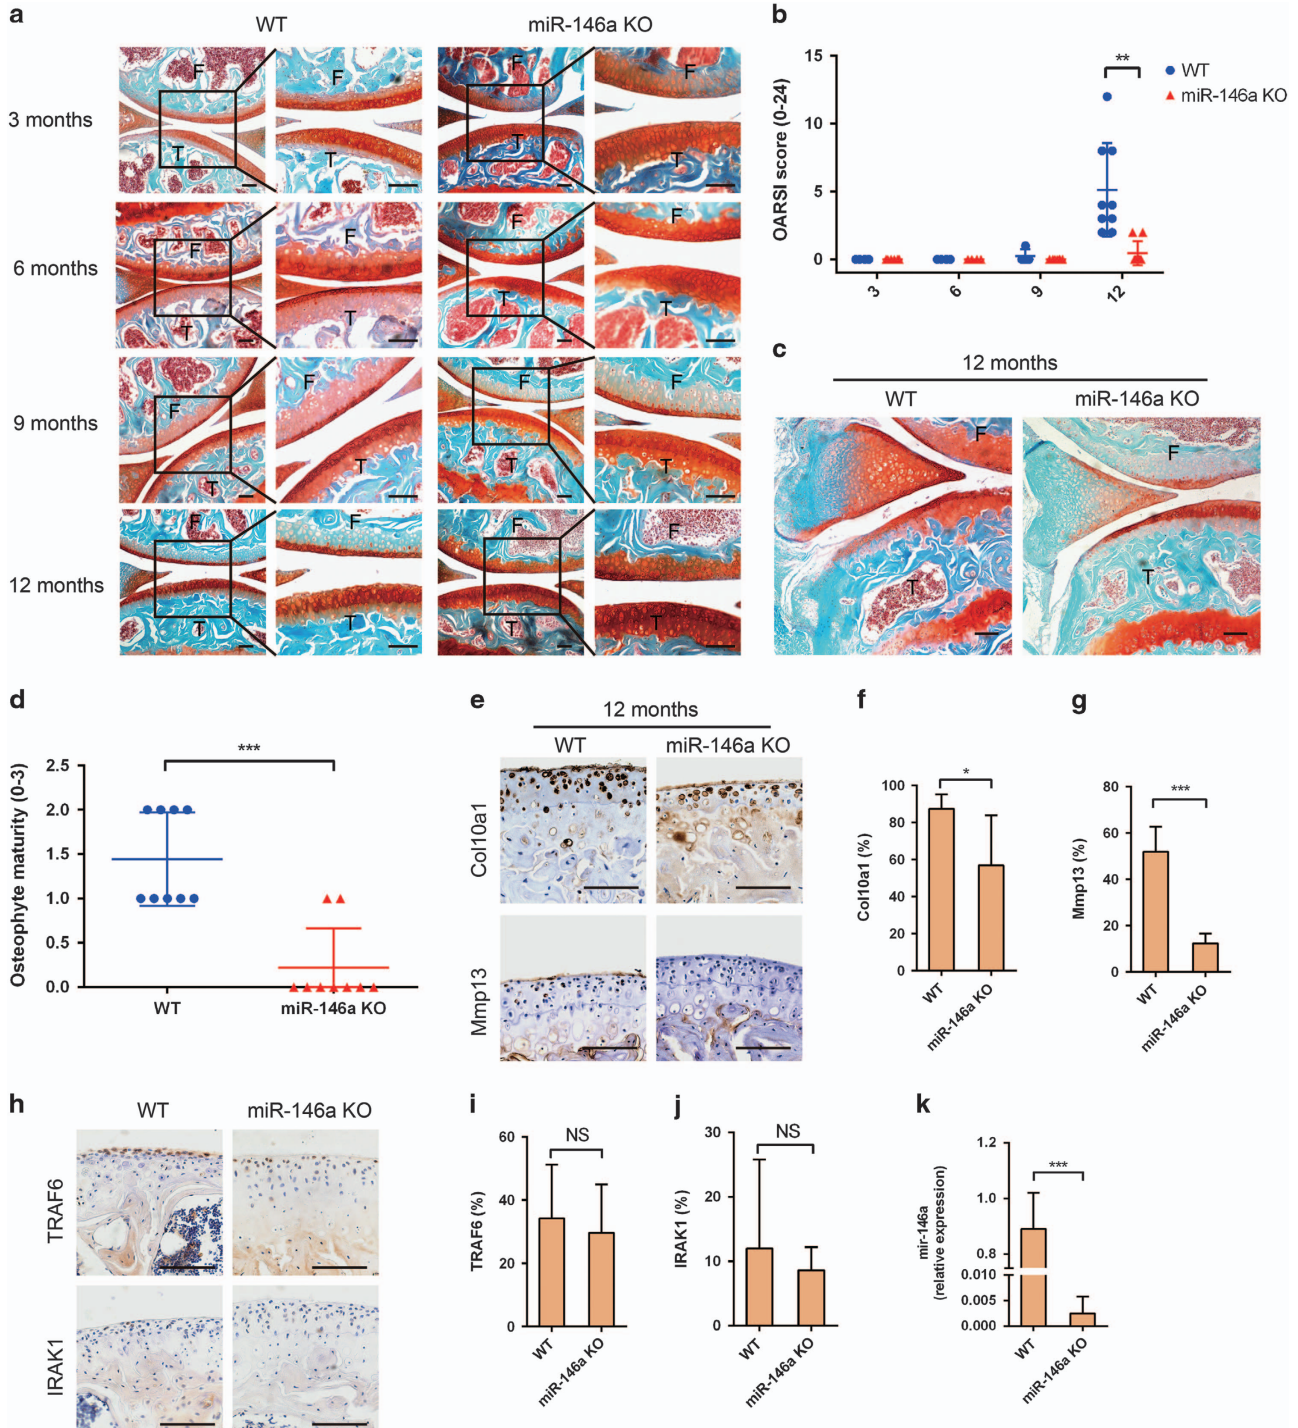 a
WT
miR-146a KO
3 months
F
F
F
F
T
T
T
T
6 months
F
F
F
F
T
T
T
T
9 months
F
F
F
F
T
T
T
T
12 months
F
F
F
F
T
T
T
T
b
OARSI score (0-24)
15
10
5
0
3
6
9
12
**
WT
miR-146a KO
c
12 months
WT
miR-146a KO
F
F
T
T
d
Osteophyte maturity (0-3)
2.5
2.0
1.5
1.0
0.5
0.0
***
WT
miR-146a KO
e
12 months
WT
miR-146a KO
Col10a1
Mmp13
f
Col10a1 (%)
100
80
60
40
20
0
*
WT
miR-146a KO
g
Mmp13 (%)
80
60
40
20
0
***
WT
miR-146a KO
h
WT
miR-146a KO
TRAF6
IRAK1
i
TRAF6 (%)
60
40
20
0
NS
WT
miR-146a KO
j
IRAK1 (%)
30
20
10
0
NS
WT
miR-146a KO
k
mir-146a
(relative expression)
1.2
1.0
0.8
0.010
0.005
0.000
***
WT
miR-146a KO